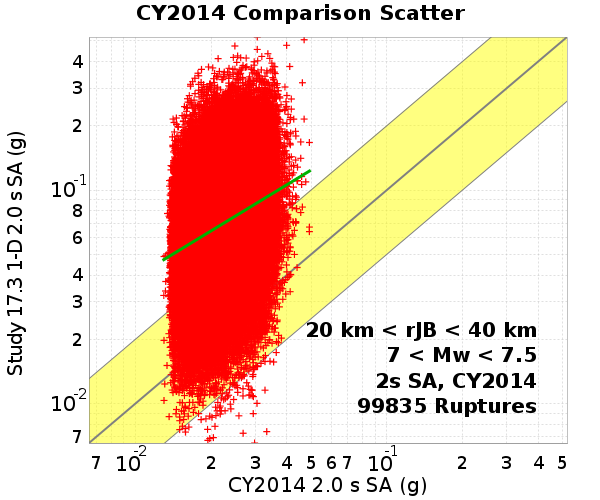 CY2014 Comparison Scatter
Study 17.3 1-D 2.0 s SA (g)
4
3
2
10-1
8
6
4
3
2
10-2
7
20 km < rJB < 40 km
7 < Mw < 7.5
2s SA, CY2014
99835 Ruptures
7 10-2 2 3 4 5 6 7 10-1 2 3 4 5
CY2014 2.0 s SA (g)